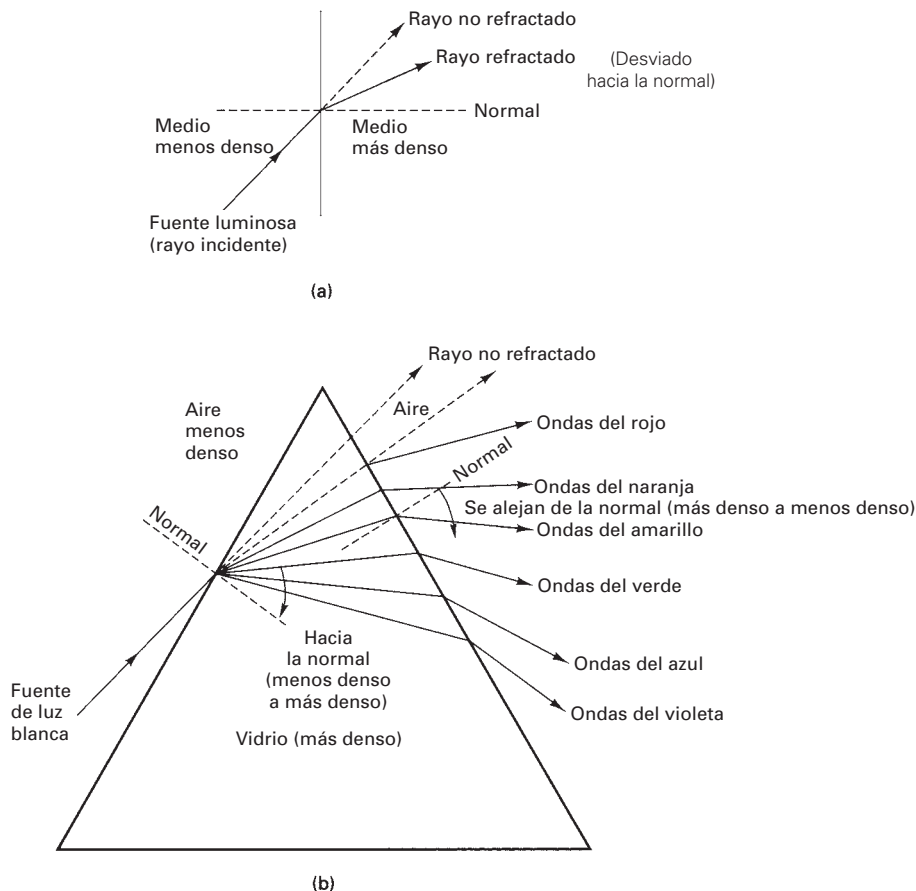 Rayo no refractado
Rayo refractado
(Desviado
hacia la normal)
Normal
Medio
menos denso
Medio
más denso
Fuente luminosa
(rayo incidente)
(a)
Rayo no refractado
Aire
menos
denso
Aire
Ondas del rojo
Normal
Ondas del naranja
Se alejan de la normal (más denso a menos denso)
Ondas del amarillo
Normal
Ondas del verde
Hacia
la normal
(menos denso
a más denso)
Ondas del azul
Fuente
de luz
blanca
Ondas del violeta
Vidrio (más denso)
(b)